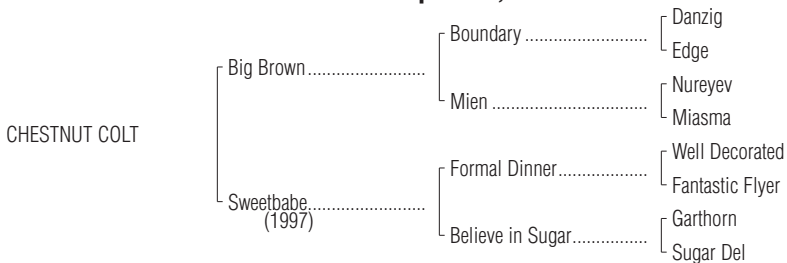 Danzig
Boundary ..............................
Edge
Big Brown.........................
Nureyev
Mien .....................................
Miasma
CHESTNUT COLT
Well Decorated
Formal Dinner.....................
Fantastic Flyer
Sweetbabe.........................
(1997)
Garthorn
Believe in Sugar..................
Sugar Del